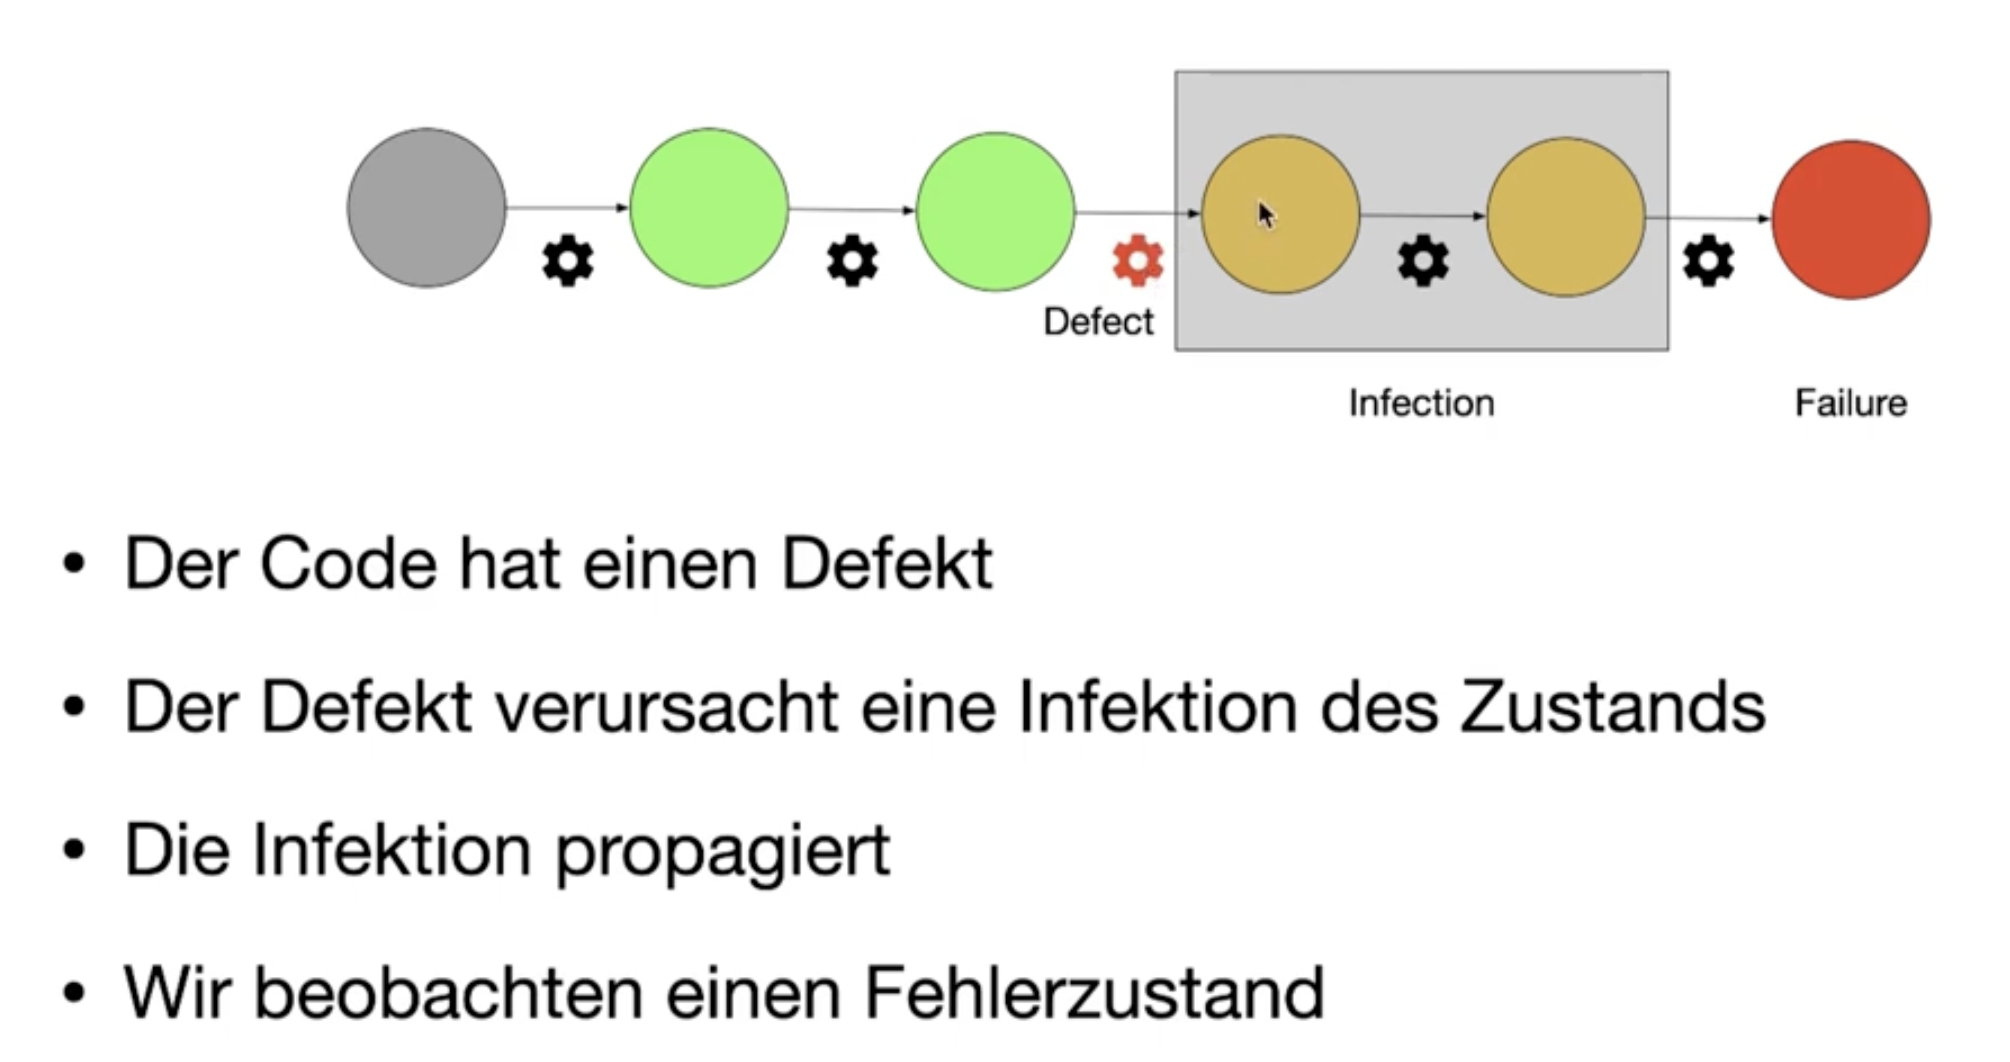 Defect
Infection
Failure
• Der Code hat einen Defekt
• Der Defekt verursacht eine Infektion des Zustands
• Die Infektion propagiert
• Wir beobachten einen Fehlerzustand